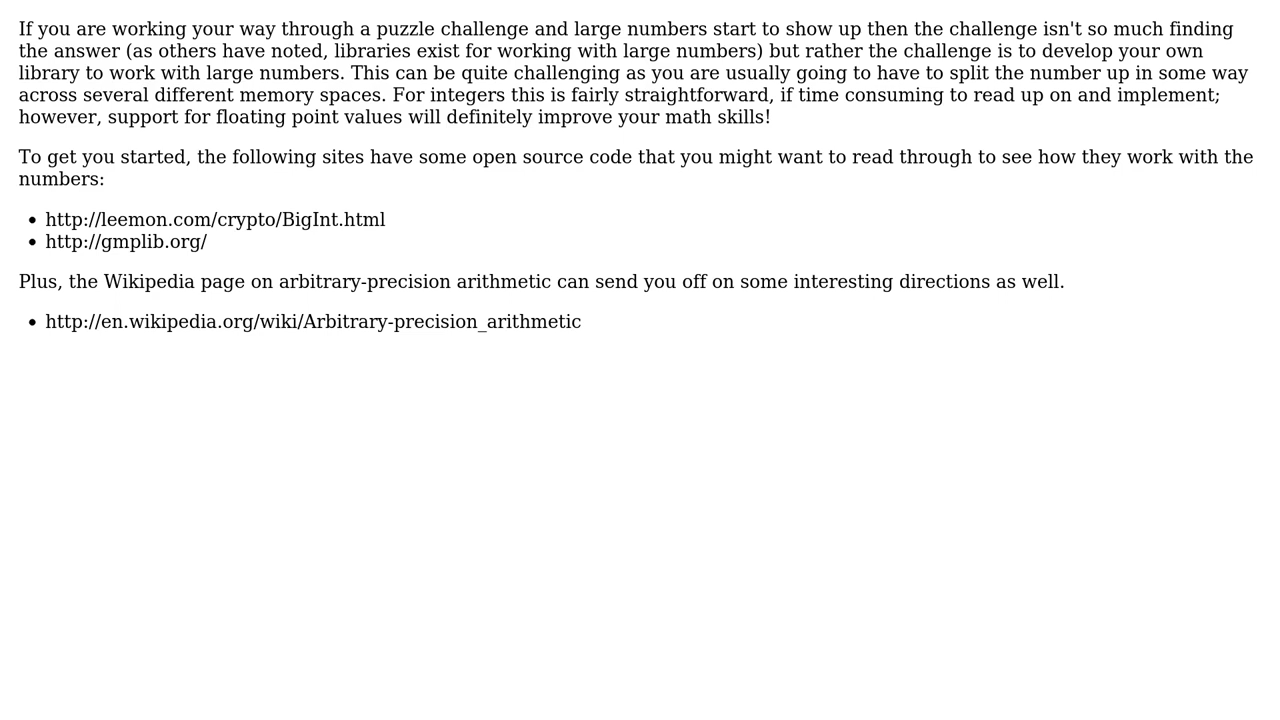 If you are working your way through a puzzle challenge and large numbers start to show up then the challenge isn't so much finding
the answer (as others have noted, libraries exist for working with large numbers) but rather the challenge is to develop your own
library to work with large numbers. This can be quite challenging as you are usually going to have to split the number up in some way
across several different memory spaces. For integers this is fairly straightforward, if time consuming to read up on and implement;
however, support for floating point values will definitely improve your math skills!
To get you started, the following sites have some open source code that you might want to read through to see how they work with the
numbers:
• http://leemon.com/crypto/BigInt.html
• http://gmplib.org/
Plus, the Wikipedia page on arbitrary-precision arithmetic can send you off on some interesting directions as well.
• http://en.wikipedia.org/wiki/Arbitrary-precision_arithmetic